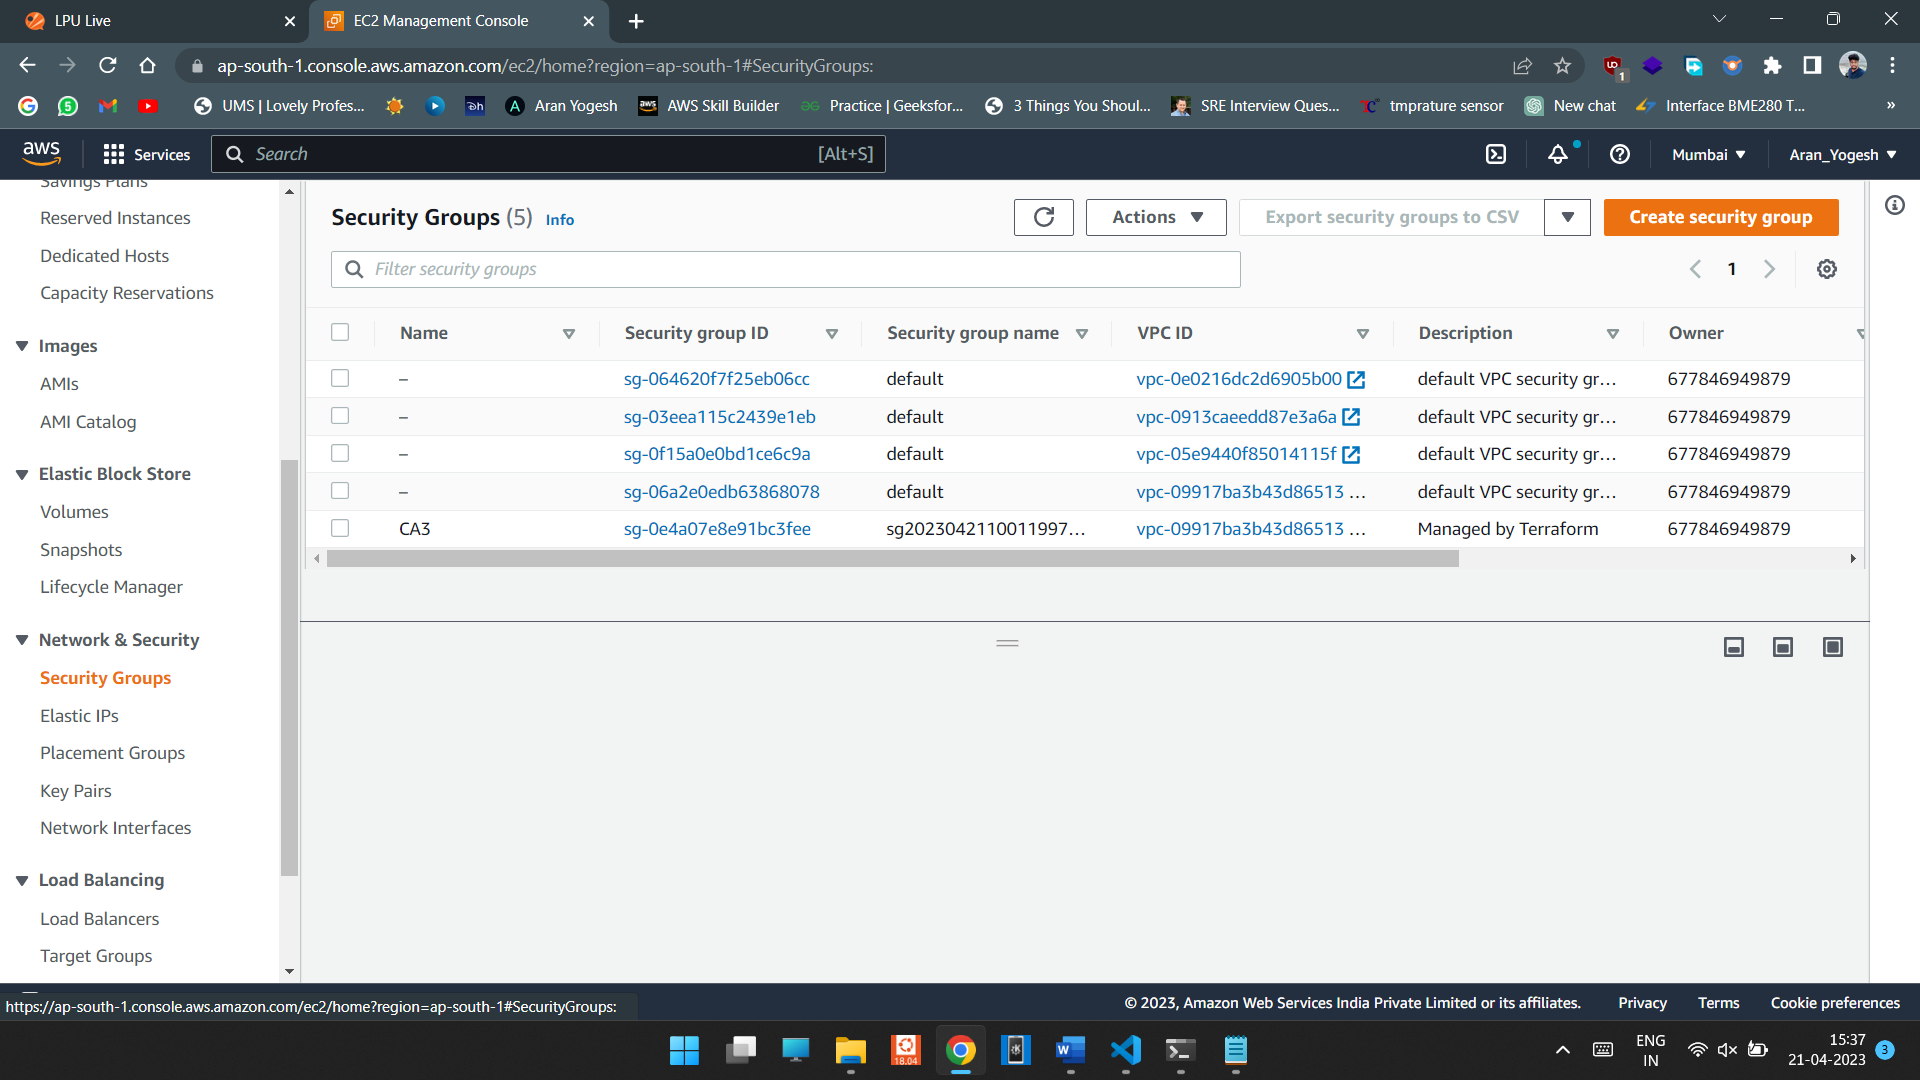 LPU Live
EC2 Management Console
ap-south-1.console.aws.amazon.com/ec2/home?region=ap-south-1#SecurityGroups:
1
UMS | Lovely Profes...
Aran Yogesh
AWS Skill Builder
Practice | Geeksfor...
3 Things You Shoul...
SRE Interview Ques...
tmprature sensor
New chat
Interface BME280 T...
»
aws
Services
Search
[Alt+S]
Mumbai
Aran_Yogesh
Savings Plans
Reserved Instances
Dedicated Hosts
Capacity Reservations
Images
AMIs
AMI Catalog
Elastic Block Store
Volumes
Snapshots
Lifecycle Manager
Network & Security
Security Groups
Elastic IPs
Placement Groups
Key Pairs
Network Interfaces
Load Balancing
Load Balancers
Target Groups
Security Groups (5) Info
Actions
Export security groups to CSV
Create security group
Filter security groups
1
Name Security group ID Security group name VPC ID Description Owner
– sg-064620f7f25eb06cc default vpc-0e0216dc2d6905b00 default VPC security gr... 677846949879
– sg-03eea115c2439e1eb default vpc-0913caeedd87e3a6a default VPC security gr... 677846949879
– sg-0f15a0e0bd1ce6c9a default vpc-05e9440f85014115f default VPC security gr... 677846949879
– sg-06a2e0edb63868078 default vpc-09917ba3b43d86513 ... default VPC security gr... 677846949879
CA3 sg-0e4a07e8e91bc3fee sg2023042110011997... vpc-09917ba3b43d86513 ... Managed by Terraform 677846949879
https://ap-south-1.console.aws.amazon.com/ec2/home?region=ap-south-1#SecurityGroups:
© 2023, Amazon Web Services India Private Limited or its affiliates.
Privacy
Terms
Cookie preferences
18.04
ENG
IN
15:37
21-04-2023
3